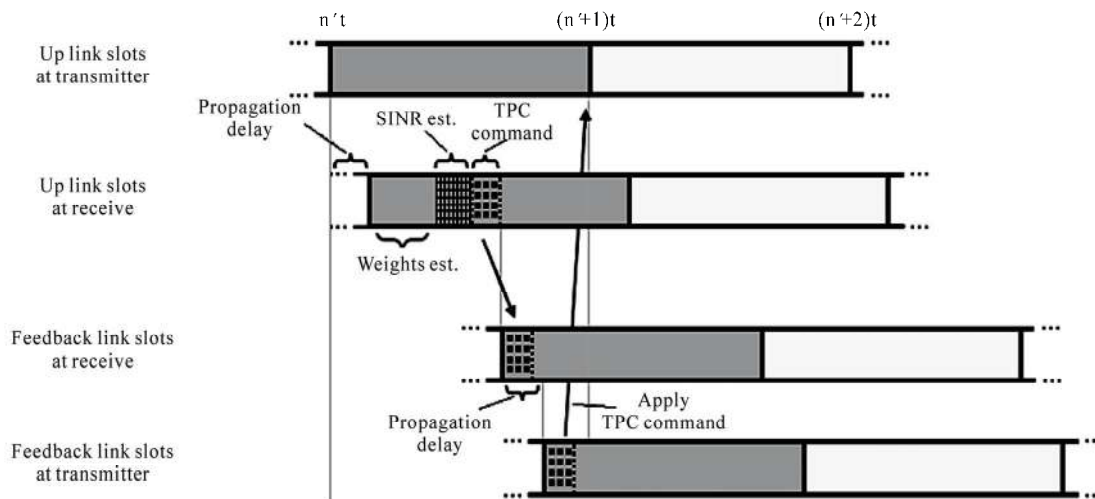 n′t
(n′+1)t
(n′+2)t
Up link slots
at transmitter
Propagation
delay
SINR est.
TPC
command
Up link slots
at receive
Weights est.
Feedback link slots
at receive
Propagation
delay
Apply
TPC command
Feedback link slots
at transmitter